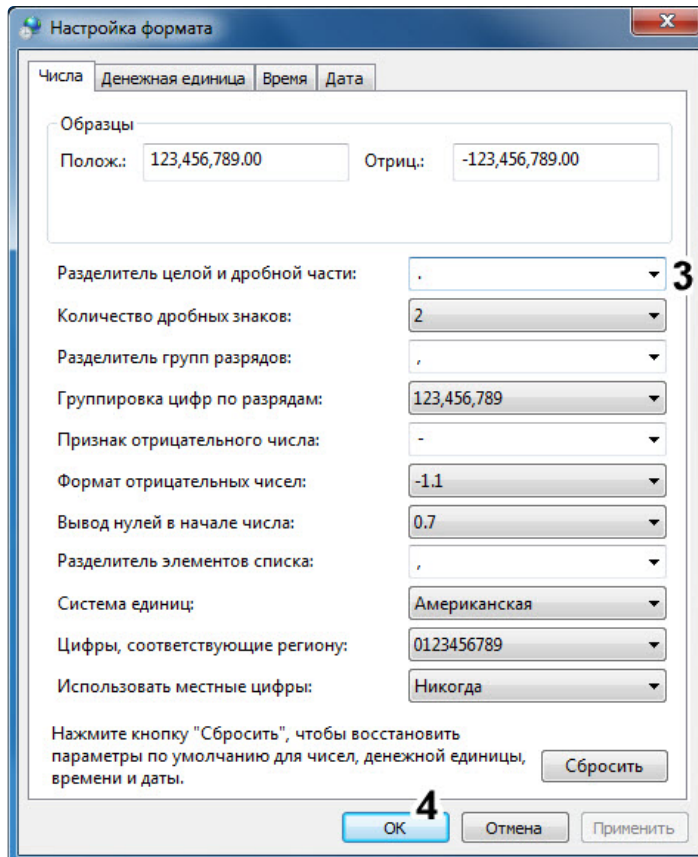 Настройка формата
Числа Денежная единица Время Дата
Образцы
Полож.: 123,456,789.00 Отриц.: -123,456,789.00
Разделитель целой и дробной части: . 3
Количество дробных знаков: 2
Разделитель групп разрядов: ,
Группировка цифр по разрядам: 123,456,789
Признак отрицательного числа: -
Формат отрицательных чисел: -1.1
Вывод нулей в начале числа: 0.7
Разделитель элементов списка: ,
Система единиц: Американская
Цифры, соответствующие региону: 0123456789
Использовать местные цифры: Никогда
Нажмите кнопку "Сбросить", чтобы восстановить
параметры по умолчанию для чисел, денежной единицы,
времени и даты.
Сбросить
4
ОК Отмена Применить